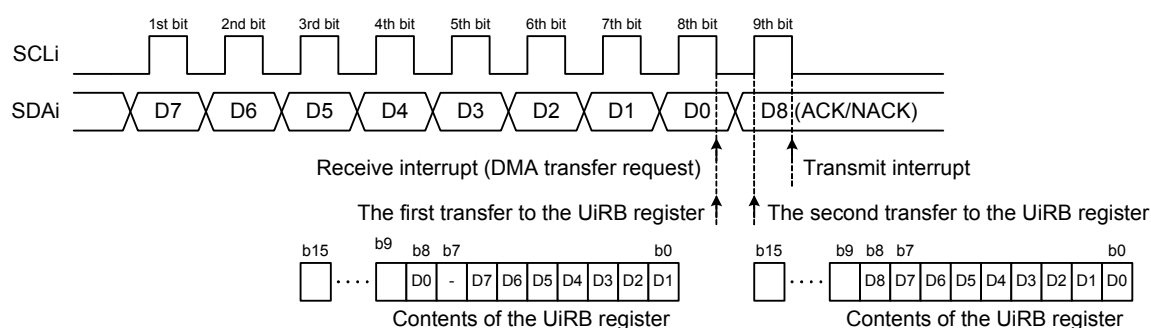 1st bit 2nd bit 3rd bit 4th bit 5th bit 6th bit 7th bit 8th bit 9th bit
SCLi
SDAi D7 D6 D5 D4 D3 D2 D1 D0 D8 (ACK/NACK)
Receive interrupt (DMA transfer request) Transmit interrupt
The first transfer to the UiRB register The second transfer to the UiRB register
b15 b9 b8 b7 b0 b15 b9 b8 b7 b0
···· D0 - D7 D6 D5 D4 D3 D2 D1 ···· D8 D7 D6 D5 D4 D3 D2 D1 D0
Contents of the UiRB register Contents of the UiRB register